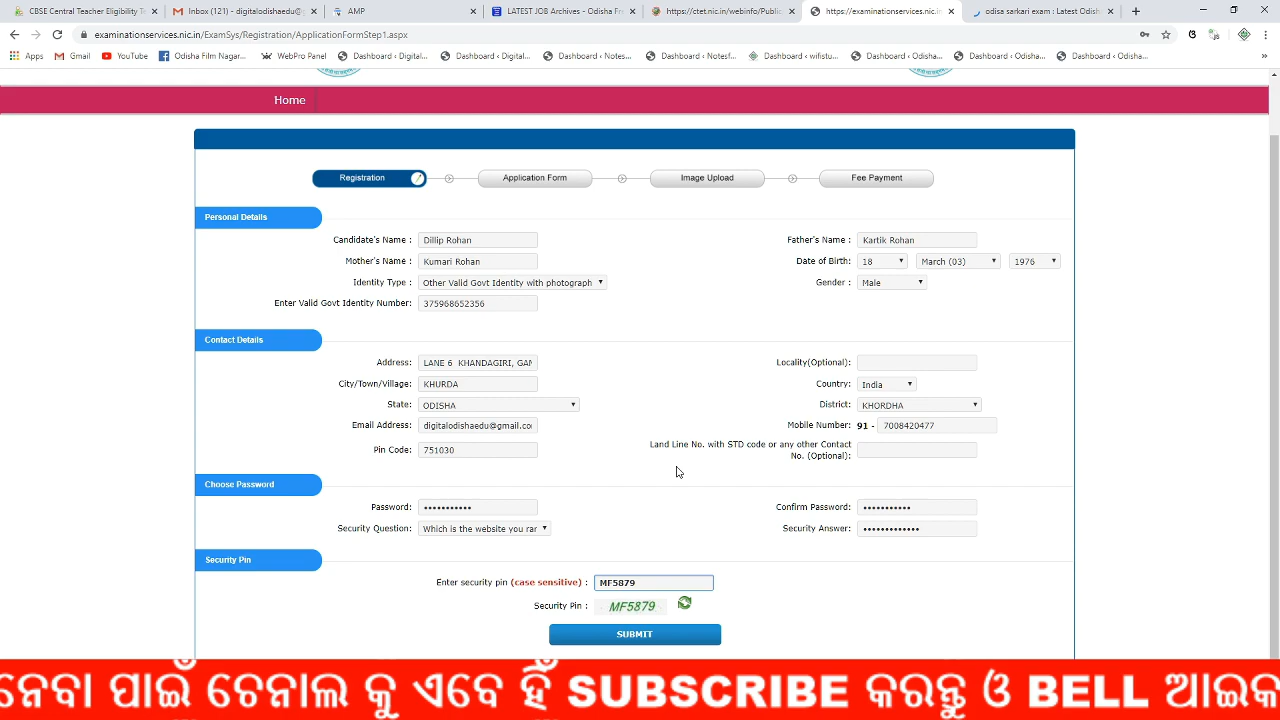 CBSE Central Teacher Eligibility T
Inbox (121) - digitalodishaedu@
AMP
LATEST JOB Archives - Odisha Fr
https://ctet.nic.in/webinfo/Public
https://examinationservices.nic.in/
odisa sarkari exam : Latest Odish
examinationservices.nic.in/ExamSys/Registration/ApplicationFormStep1.aspx
Apps Gmail YouTube Odisha Film Nagar... WebPro Panel Dashboard ‹ Digital... Dashboard ‹ Digit... Dashboard ‹ Notes... Dashboard ‹ Notesf... Dashboard ‹ wifistu... Dashboard ‹ Odisha... Dashboard ‹ Odisha... Dashboard ‹ Odisha...
Home
Registration Application Form Image Upload Fee Payment
Personal Details
Candidate's Name : Dillip Rohan Father's Name : Kartik Rohan
Mother's Name : Kumari Rohan Date of Birth: 18 March (03) 1976
Identity Type : Other Valid Govt Identity with photograph Gender : Male
Enter Valid Govt Identity Number: 375968652356
Contact Details
Address: LANE 6 KHANDAGIRI, GAN Locality(Optional):
City/Town/Village: KHURDA Country: India
State: ODISHA District: KHORDHA
Email Address: digitalodishaedu@gmail.co Mobile Number: 91 - 7008420477
Pin Code: 751030 Land Line No. with STD code or any other Contact
No. (Optional):
Choose Password
Password: ••••••••••• Confirm Password: •••••••••••
Security Question: Which is the website you rar Security Answer: •••••••••••••
Security Pin
Enter security pin (case sensitive) : MF5879
Security Pin : MF5879
SUBMIT
ନେବା ପାଇଁ ଚେନାଲ କୁ ଏବେ ହିଁ SUBSCRIBE କରନ୍ତୁ ଓ BELL ଆଇକ